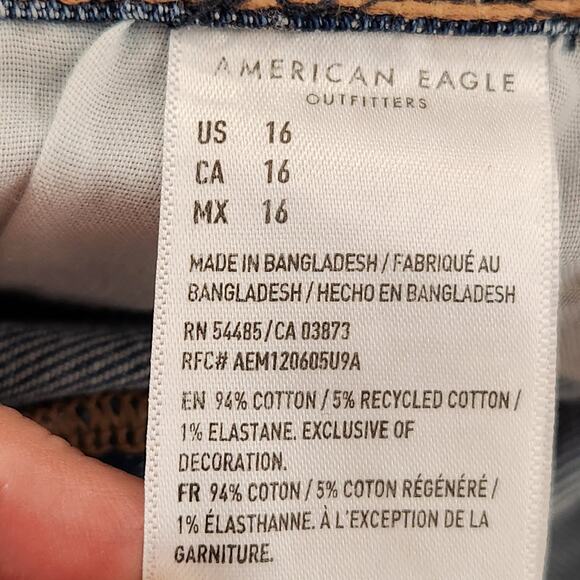 AMERICAN EAGLE
OUTFITTERS
US 16
CA 16
MX 16
MADE IN BANGLADESH / FABRIQUÉ AU
BANGLADESH / HECHO EN BANGLADESH
RN 54485 / CA 03873
RFC# AEM120605U9A
EN 94% COTTON / 5% RECYCLED COTTON /
1% ELASTANE. EXCLUSIVE OF
DECORATION.
FR 94% COTON / 5% COTON RÉGÉNÉRÉ /
1% ÉLASTHANNE. À L'EXCEPTION DE LA
GARNITURE.